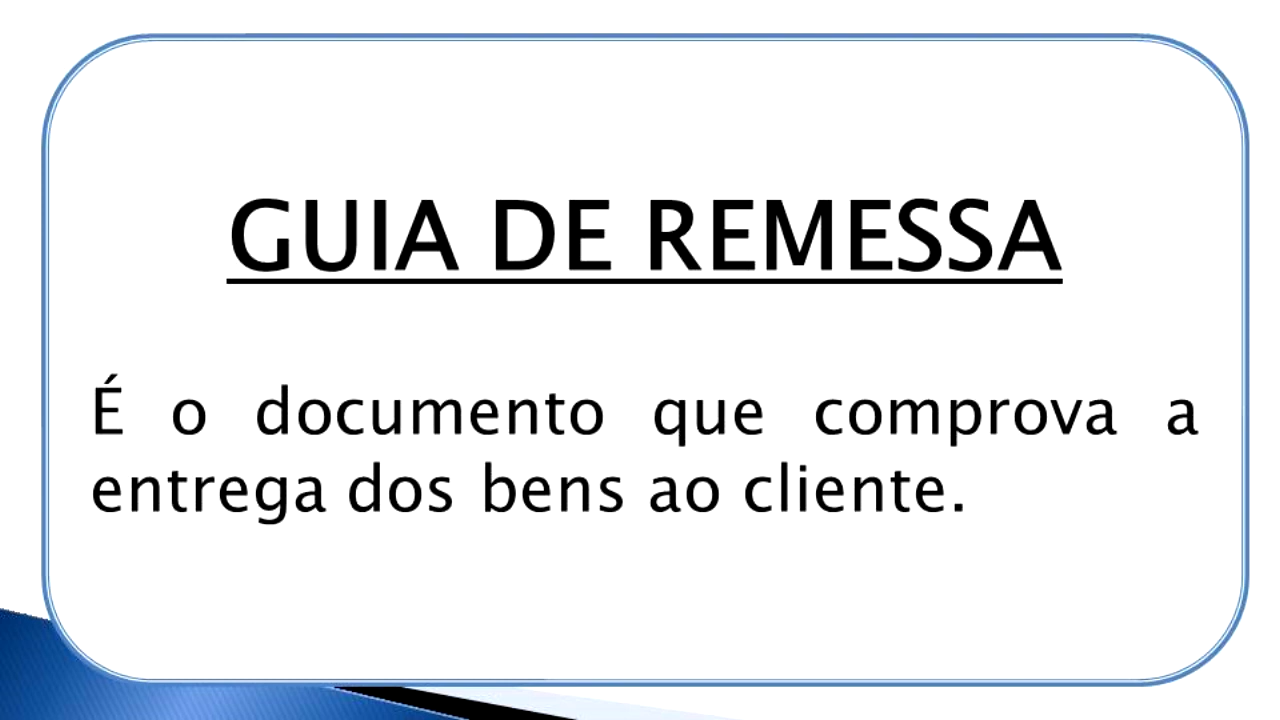 GUIA DE REMESSA
É o documento que comprova a
entrega dos bens ao cliente.